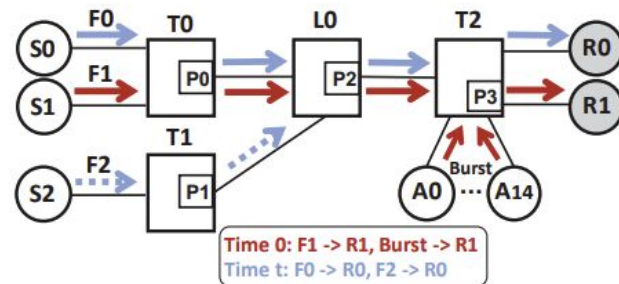 F0
T0
L0
T2
S0
R0
F1
P0
P2
S1
P3
R1
T1
F2
Burst
S2
P1
A0
...
A14
Time 0: F1 -> R1, Burst -> R1
Time t: F0 -> R0, F2 -> R0